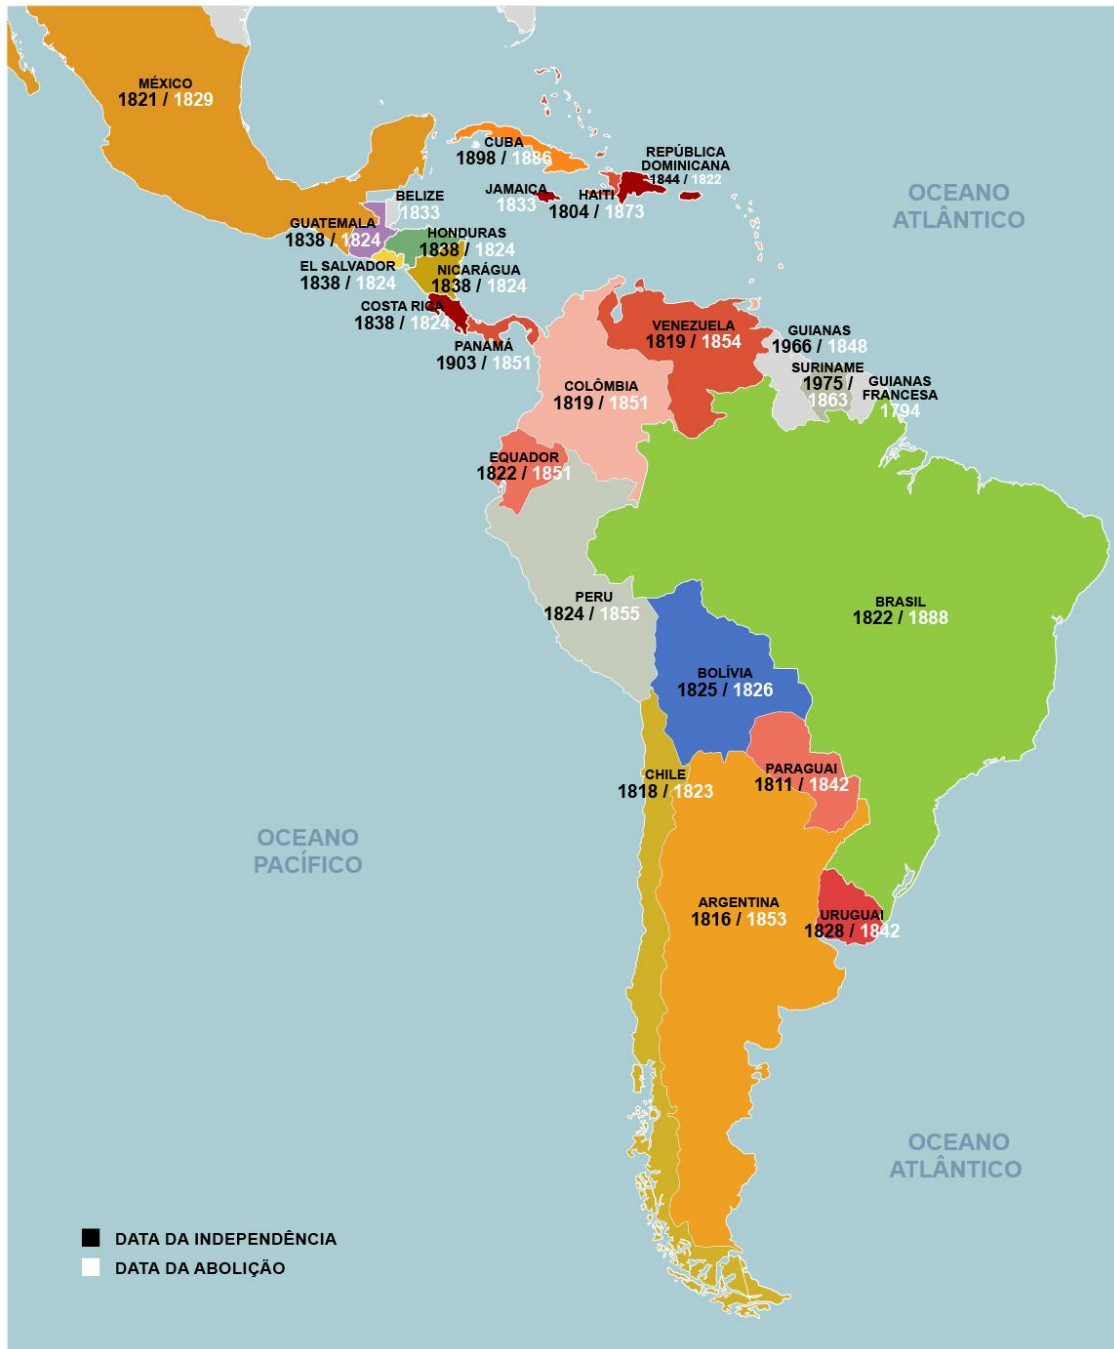 MÉXICO
1821 / 1829
CUBA
1898 / 1886
REPÚBLICA
DOMINICANA
1844 / 1822
JAMAICA
1833
HAITI
1804 / 1873
OCEANO
ATLÂNTICO
BELIZE
1833
GUATEMALA
1838 / 1824
HONDURAS
1838 / 1824
EL SALVADOR
1838 / 1824
NICARÁGUA
1838 / 1824
COSTA RICA
1838 / 1824
PANAMÁ
1903 / 1851
VENEZUELA
1819 / 1854
GUIANAS
1966 / 1848
SURINAME
1975 /
1863
GUIANAS
FRANCESA
1794
COLÔMBIA
1819 / 1851
EQUADOR
1822 / 1851
PERU
1824 / 1855
BRASIL
1822 / 1888
BOLÍVIA
1825 / 1826
PARAGUAI
1811 / 1842
CHILE
1818 / 1823
OCEANO
PACÍFICO
ARGENTINA
1816 / 1853
URUGUAI
1828 / 1842
OCEANO
ATLÂNTICO
DATA DA INDEPENDÊNCIA
DATA DA ABOLIÇÃO